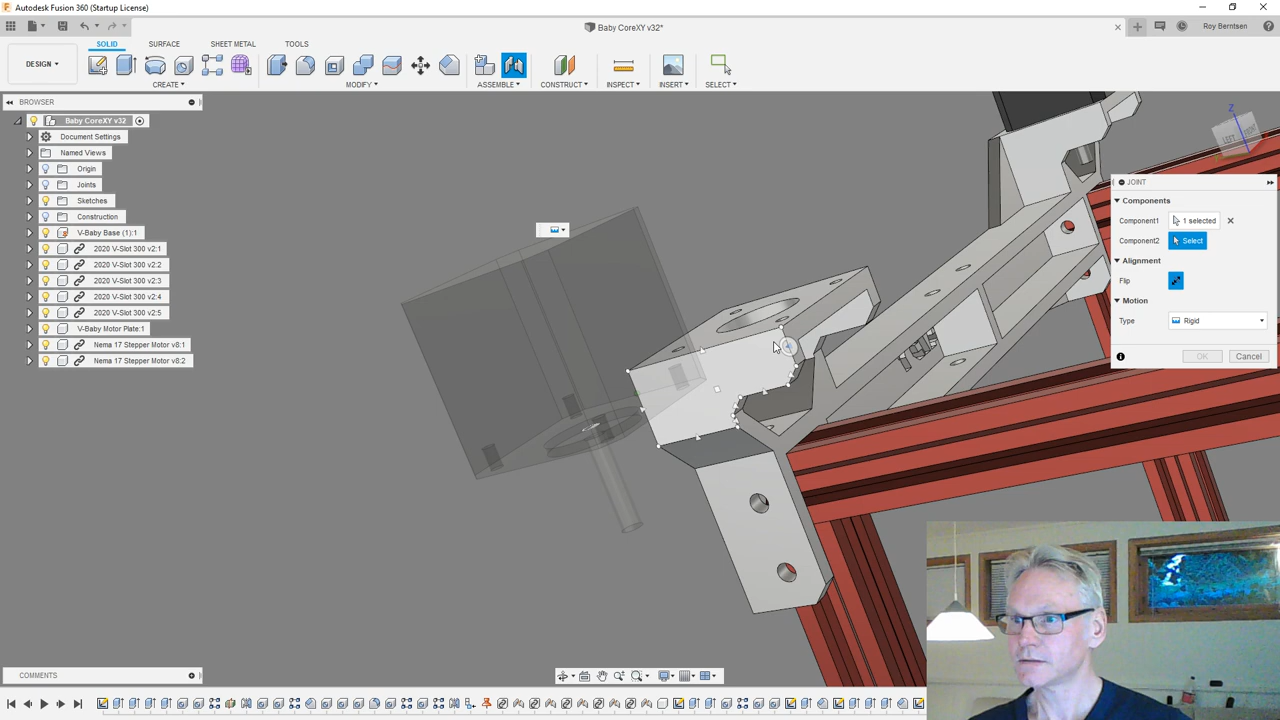 Autodesk Fusion 360 (Startup License)
Baby CoreXY v32*
Roy Berntsen
DESIGN
SOLID
SURFACE
SHEET METAL
TOOLS
CREATE
MODIFY
ASSEMBLE
CONSTRUCT
INSPECT
INSERT
SELECT
BROWSER
Baby CoreXY v32
Document Settings
Named Views
Origin
Joints
Sketches
Construction
V-Baby Base (1):1
2020 V-Slot 300 v2:1
2020 V-Slot 300 v2:2
2020 V-Slot 300 v2:3
2020 V-Slot 300 v2:4
2020 V-Slot 300 v2:5
V-Baby Motor Plate:1
Nema 17 Stepper Motor v8:1
Nema 17 Stepper Motor v8:2
Z
LEFT
JOINT
Components
Component1
1 selected
Component2
Select
Alignment
Flip
Motion
Type
Rigid
OK
Cancel
COMMENTS